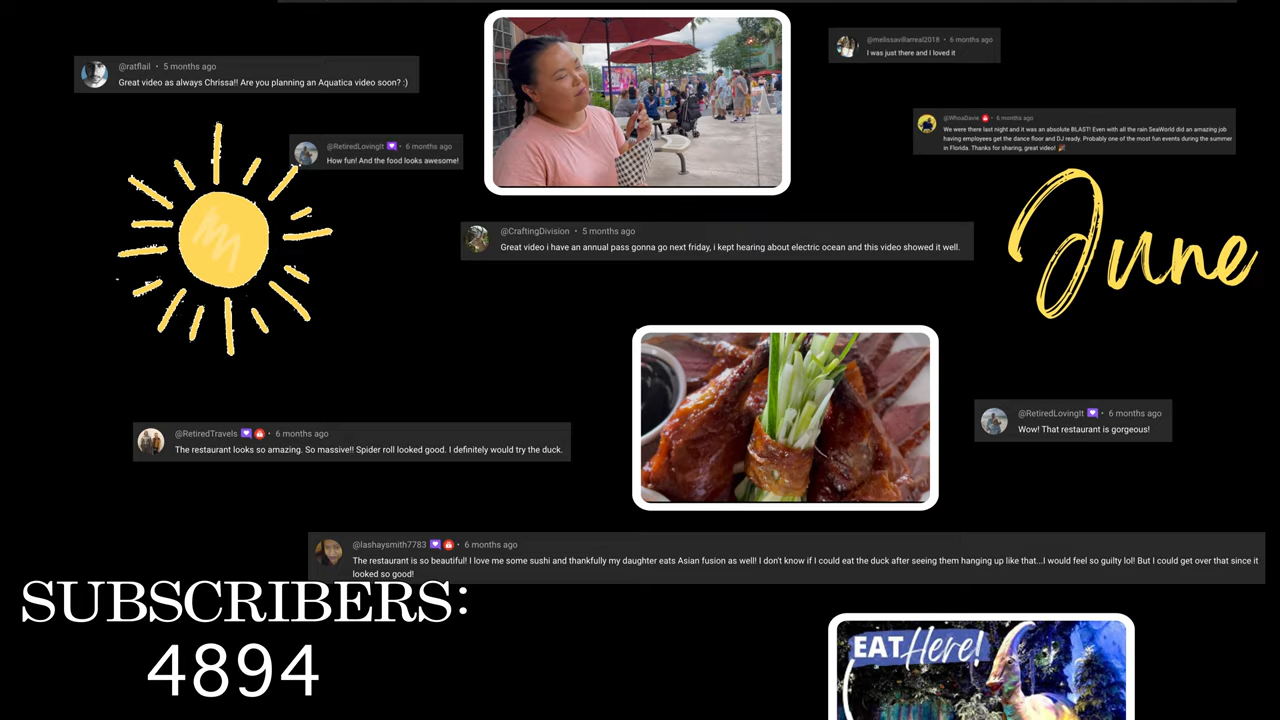 @melissavillarreal2018 • 6 months ago
I was just there and I loved it
@ratflail • 5 months ago
Great video as always Chrissa!! Are you planning an Aquatica video soon? :)
@WhoaDavie • 6 months ago
We were there last night and it was an absolute BLAST! Even with all the rain SeaWorld did an amazing job
having employees get the dance floor and DJ ready. Probably one of the most fun events during the summer
in Florida. Thanks for sharing, great video! 🎉
@RetiredLovingIt • 6 months ago
How fun! And the food looks awesome!
June
@CraftingDivision • 5 months ago
Great video i have an annual pass gonna go next friday, i kept hearing about electric ocean and this video showed it well.
@RetiredLovingIt • 6 months ago
Wow! That restaurant is gorgeous!
@RetiredTravels • 6 months ago
The restaurant looks so amazing. So massive!! Spider roll looked good. I definitely would try the duck.
@lashaysmith7783 • 6 months ago
The restaurant is so beautiful! I love me some sushi and thankfully my daughter eats Asian fusion as well! I don't know if I could eat the duck after seeing them hanging up like that...I would feel so guilty lol! But I could get over that since it
looked so good!
SUBSCRIBERS:
4894
EAT Here!